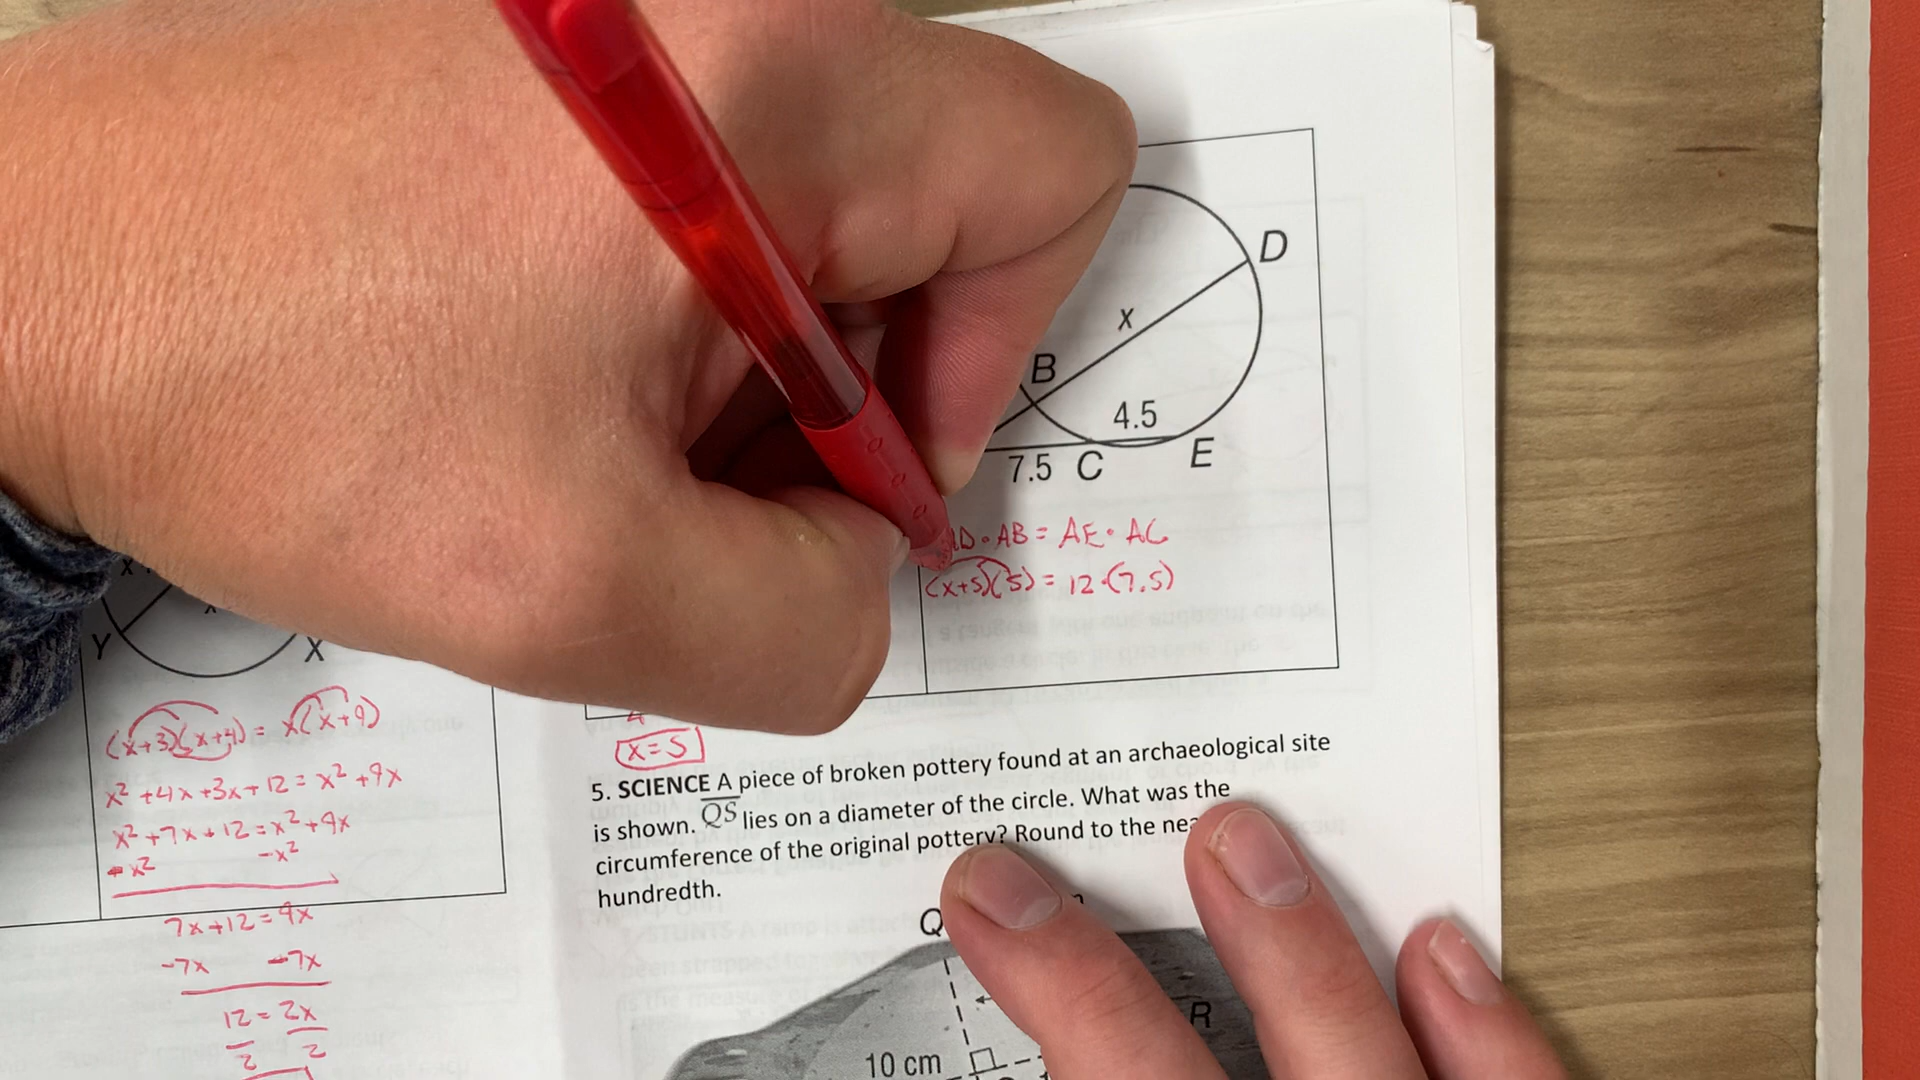 D
x
B
4.5
7.5 C E
AD · AB = AE · AC
(x+5)(5) = 12·(7.5)
Y X
(x+3)(x+4) = x(x+9)
x² +4x +3x+12 = x² +9x
x² +7x+12 = x²+9x
-x² -x²
7x+12 = 9x
-7x -7x
12 = 2x
2 2
4
x=5
5. SCIENCE A piece of broken pottery found at an archaeological site
is shown. QS lies on a diameter of the circle. What was the
circumference of the original pottery? Round to the
hundredth.
Q
R
10 cm